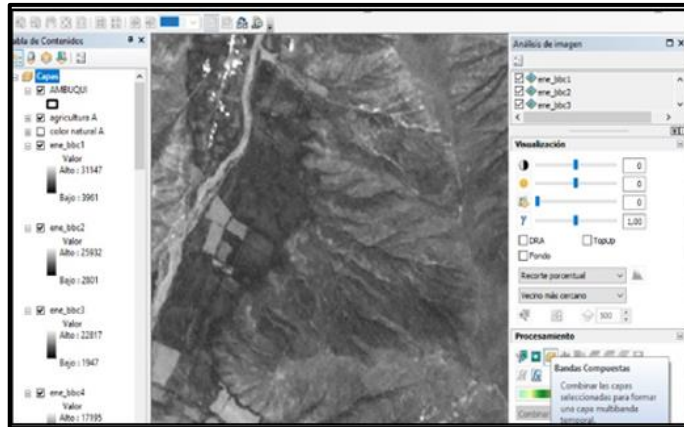 Tabla de Contenidos
Capas
AMBUQUI
agricultura A
color natural A
ene_bbc1
Valor
Alto : 31147
Bajo : 3961
ene_bbc2
Valor
Alto : 25932
Bajo : 2801
ene_bbc3
Valor
Alto : 22817
Bajo : 1947
ene_bbc4
Valor
Alto : 17195
Análisis de imagen
ene_bbc1
ene_bbc2
ene_bbc3
Visualización
0
0
0
γ 1,00
DRA TopUp
Fondo
Recorte porcentual
Vecino más cercano
500
Procesamiento
Bandas Compuestas
Combinar las capas
seleccionadas para formar
una capa multibanda
temporal.
Combinar